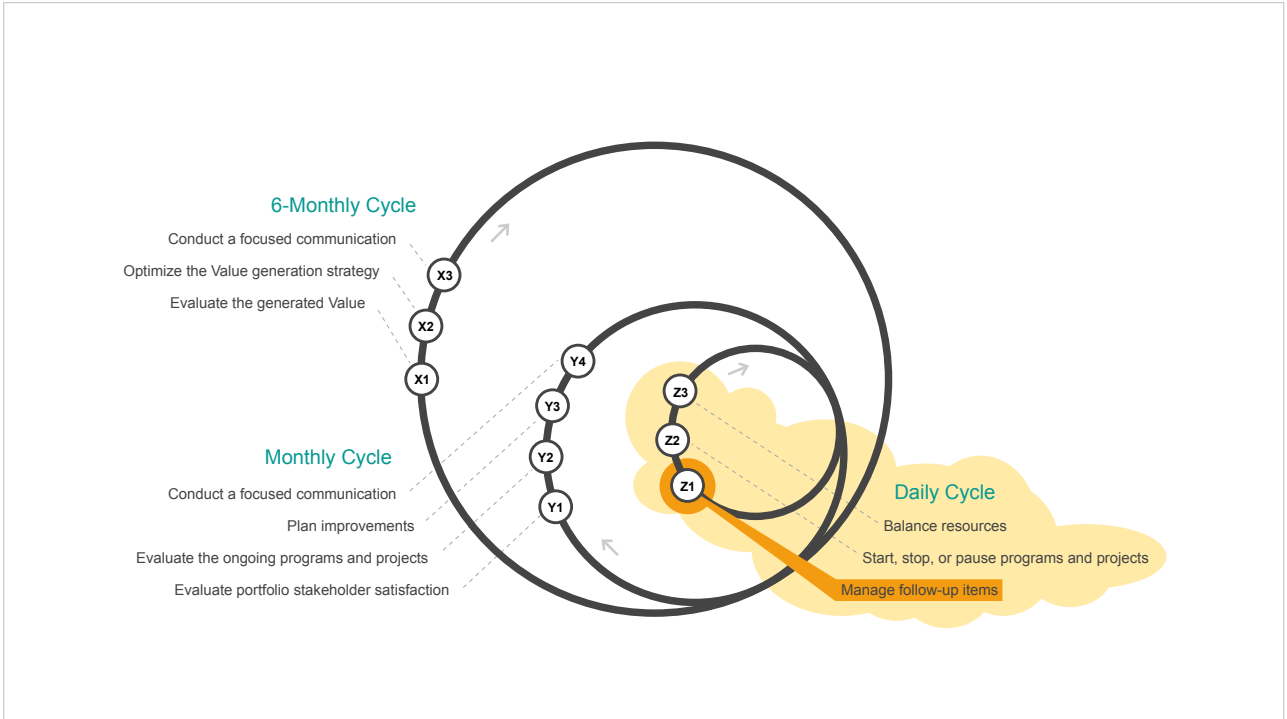 6-Monthly Cycle
Conduct a focused communication
Optimize the Value generation strategy
Evaluate the generated Value
X3
X2
X1
Monthly Cycle
Conduct a focused communication
Plan improvements
Evaluate the ongoing programs and projects
Evaluate portfolio stakeholder satisfaction
Y4
Y3
Y2
Y1
Z3
Z2
Z1
Daily Cycle
Balance resources
Start, stop, or pause programs and projects
Manage follow-up items